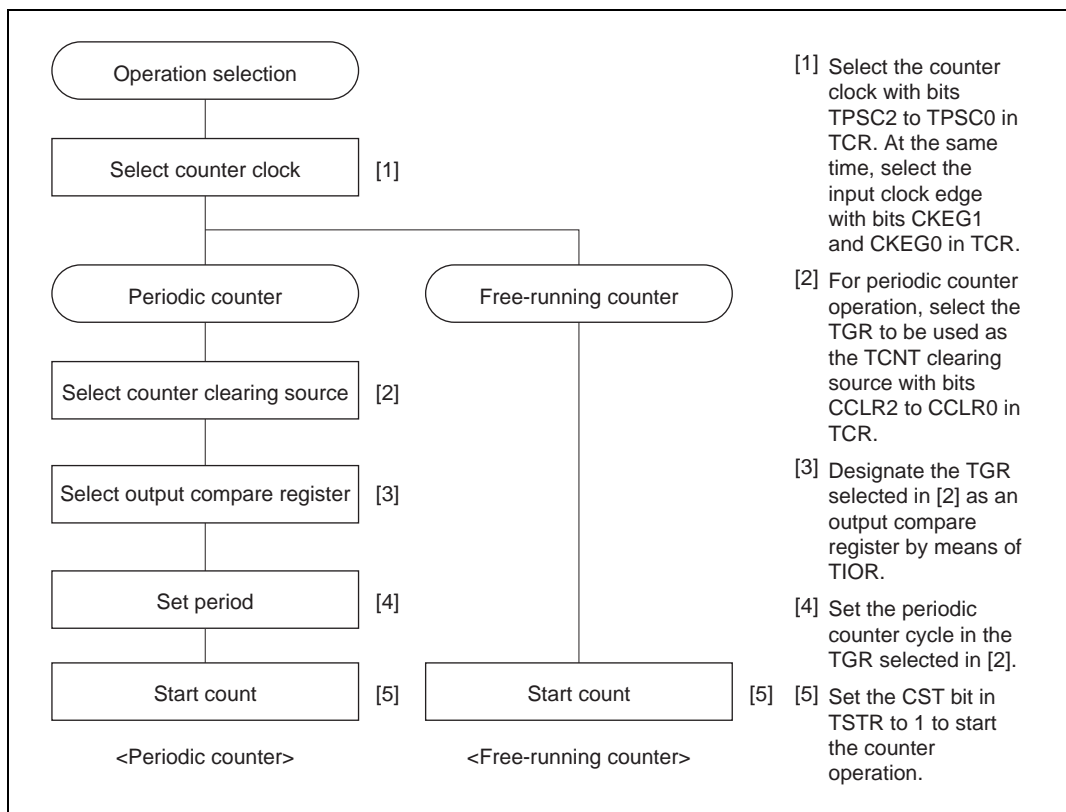 Operation selection
Select counter clock [1]
Periodic counter
Free-running counter
Select counter clearing source [2]
Select output compare register [3]
Set period [4]
Start count [5]
Start count [5]
<Periodic counter>
<Free-running counter>
[1] Select the counter
clock with bits
TPSC2 to TPSC0 in
TCR. At the same
time, select the
input clock edge
with bits CKEG1
and CKEG0 in TCR.
[2] For periodic counter
operation, select the
TGR to be used as
the TCNT clearing
source with bits
CCLR2 to CCLR0 in
TCR.
[3] Designate the TGR
selected in [2] as an
output compare
register by means of
TIOR.
[4] Set the periodic
counter cycle in the
TGR selected in [2].
[5] Set the CST bit in
TSTR to 1 to start
the counter
operation.